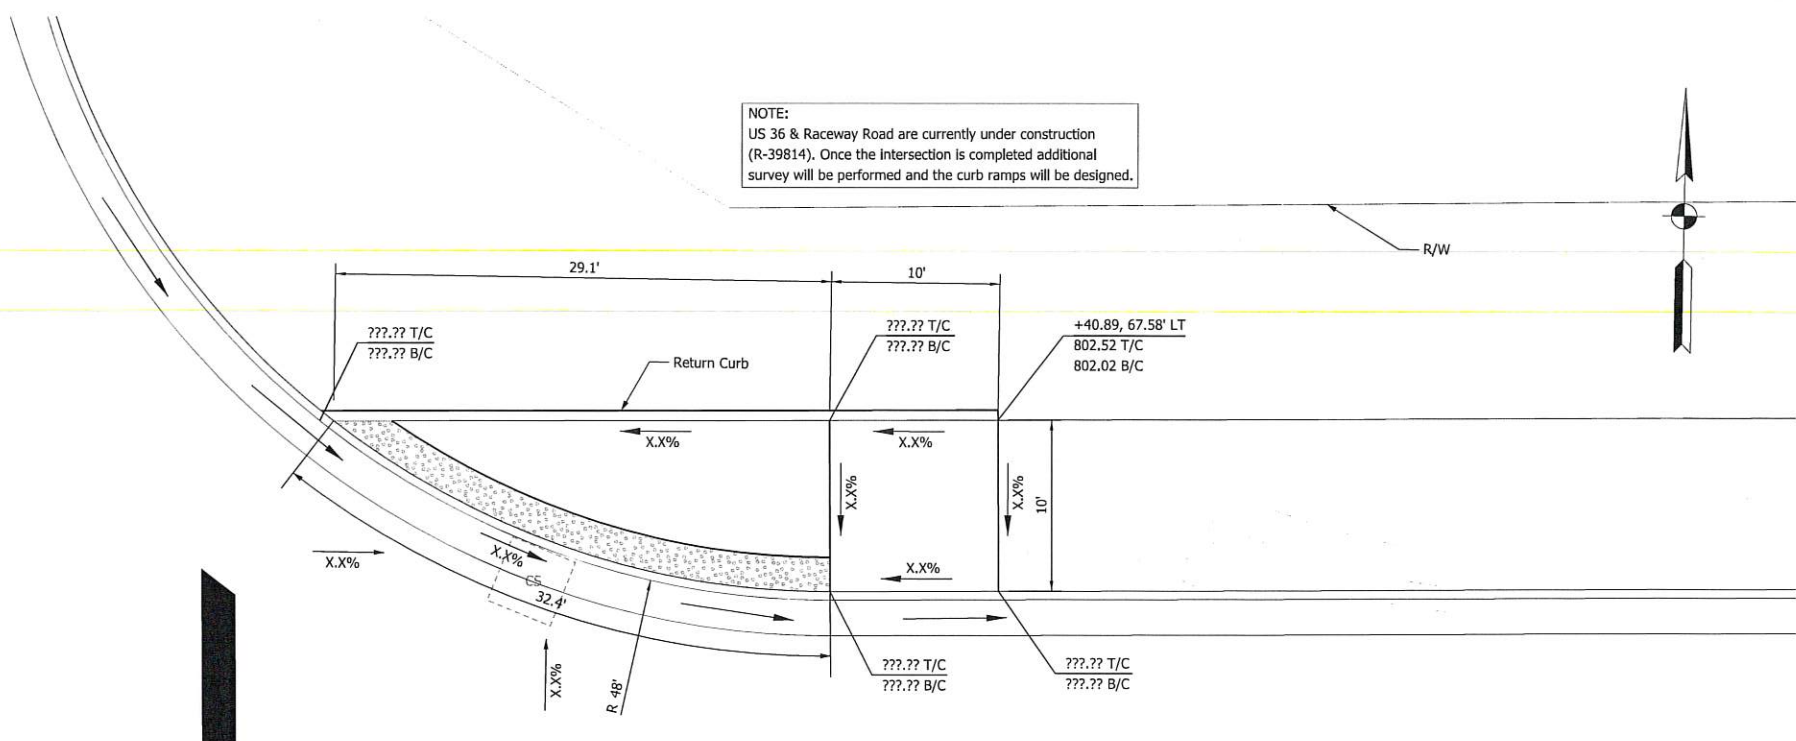 NOTE:
US 36 & Raceway Road are currently under construction
(R-39814). Once the intersection is completed additional
survey will be performed and the curb ramps will be designed.
R/W
29.1'
10'
???.?? T/C
???.?? B/C
Return Curb
???.?? T/C
???.?? B/C
+40.89, 67.58' LT
802.52 T/C
802.02 B/C
X.X%
X.X%
X.X%
X.X%
10'
X.X%
X.X%
X.X%
CS
32.4'
X.X%
R 48'
???.?? T/C
???.?? B/C
???.?? T/C
???.?? B/C